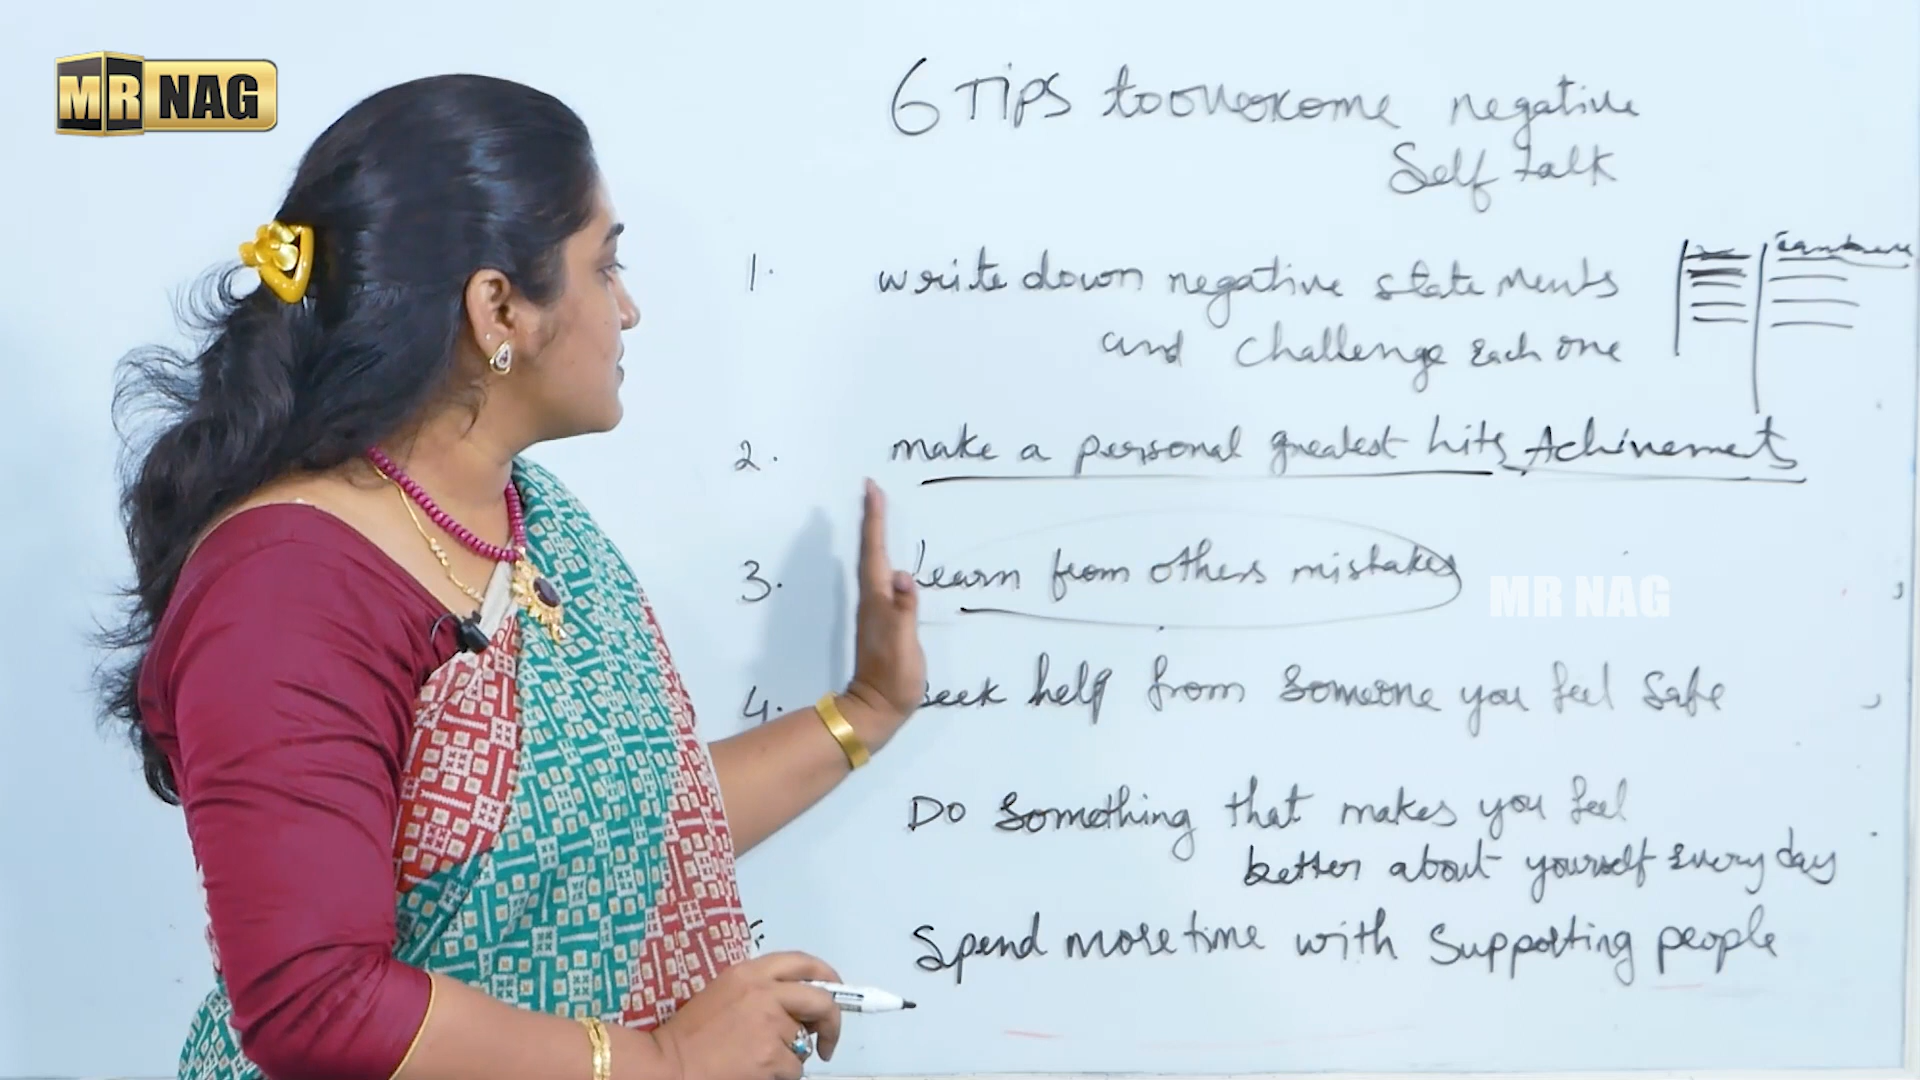 MR NAG
6 TIPS to overcome negative
Self talk
1. write down negative statements
and challenge Each one
2. make a personal greatest hits, Achivements
3. Learn from others mistakes
MR NAG
4. Seek help from someone you feel safe
Do something that makes you feel
better about yourself Every day
Spend more time with Supporting people